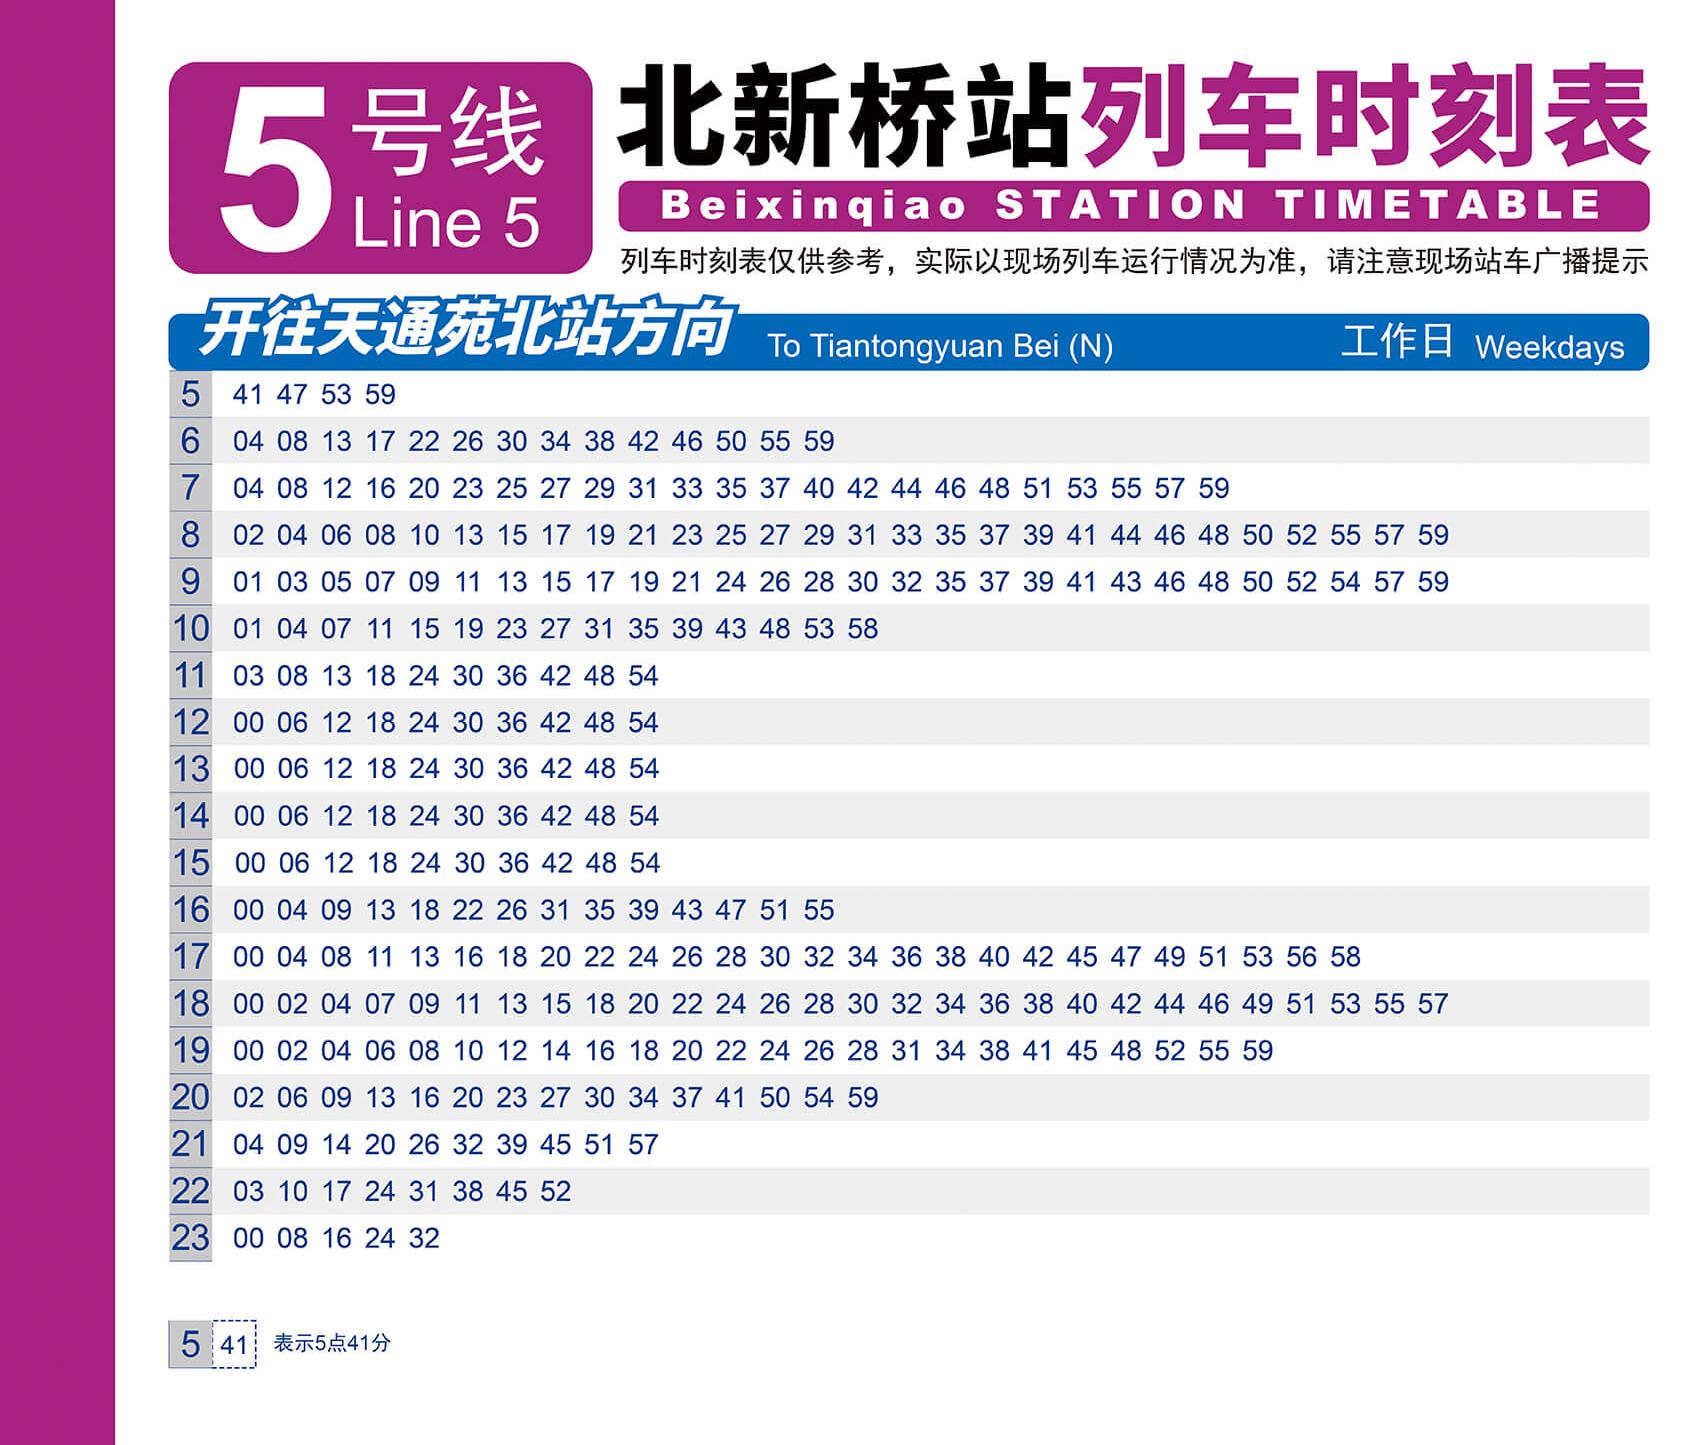 5号线
Line 5
北新桥站列车时刻表
Beixinqiao STATION TIMETABLE
列车时刻表仅供参考，实际以现场列车运行情况为准，请注意现场站车广播提示
开往天通苑北站方向 To Tiantongyuan Bei (N) 工作日 Weekdays
5 41 47 53 59
6 04 08 13 17 22 26 30 34 38 42 46 50 55 59
7 04 08 12 16 20 23 25 27 29 31 33 35 37 40 42 44 46 48 51 53 55 57 59
8 02 04 06 08 10 13 15 17 19 21 23 25 27 29 31 33 35 37 39 41 44 46 48 50 52 55 57 59
9 01 03 05 07 09 11 13 15 17 19 21 24 26 28 30 32 35 37 39 41 43 46 48 50 52 54 57 59
10 01 04 07 11 15 19 23 27 31 35 39 43 48 53 58
11 03 08 13 18 24 30 36 42 48 54
12 00 06 12 18 24 30 36 42 48 54
13 00 06 12 18 24 30 36 42 48 54
14 00 06 12 18 24 30 36 42 48 54
15 00 06 12 18 24 30 36 42 48 54
16 00 04 09 13 18 22 26 31 35 39 43 47 51 55
17 00 04 08 11 13 16 18 20 22 24 26 28 30 32 34 36 38 40 42 45 47 49 51 53 56 58
18 00 02 04 07 09 11 13 15 18 20 22 24 26 28 30 32 34 36 38 40 42 44 46 49 51 53 55 57
19 00 02 04 06 08 10 12 14 16 18 20 22 24 26 28 31 34 38 41 45 48 52 55 59
20 02 06 09 13 16 20 23 27 30 34 37 41 50 54 59
21 04 09 14 20 26 32 39 45 51 57
22 03 10 17 24 31 38 45 52
23 00 08 16 24 32
5 41 表示5点41分